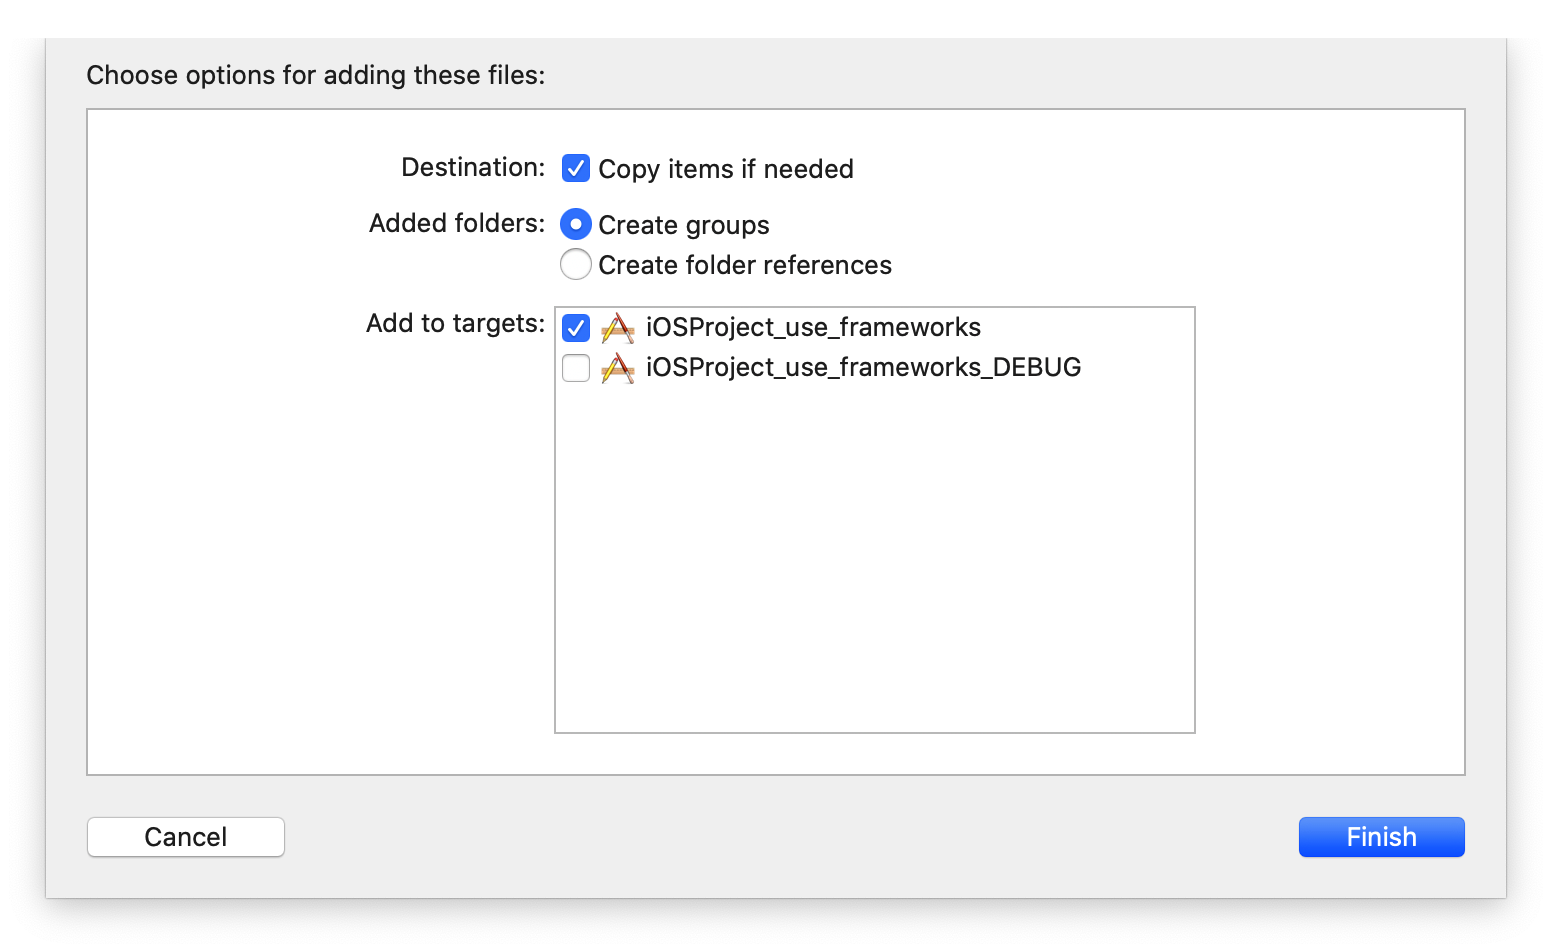 Choose options for adding these files:
Destination: Copy items if needed
Added folders: Create groups
Create folder references
Add to targets: iOSProject_use_frameworks
iOSProject_use_frameworks_DEBUG
Cancel Finish